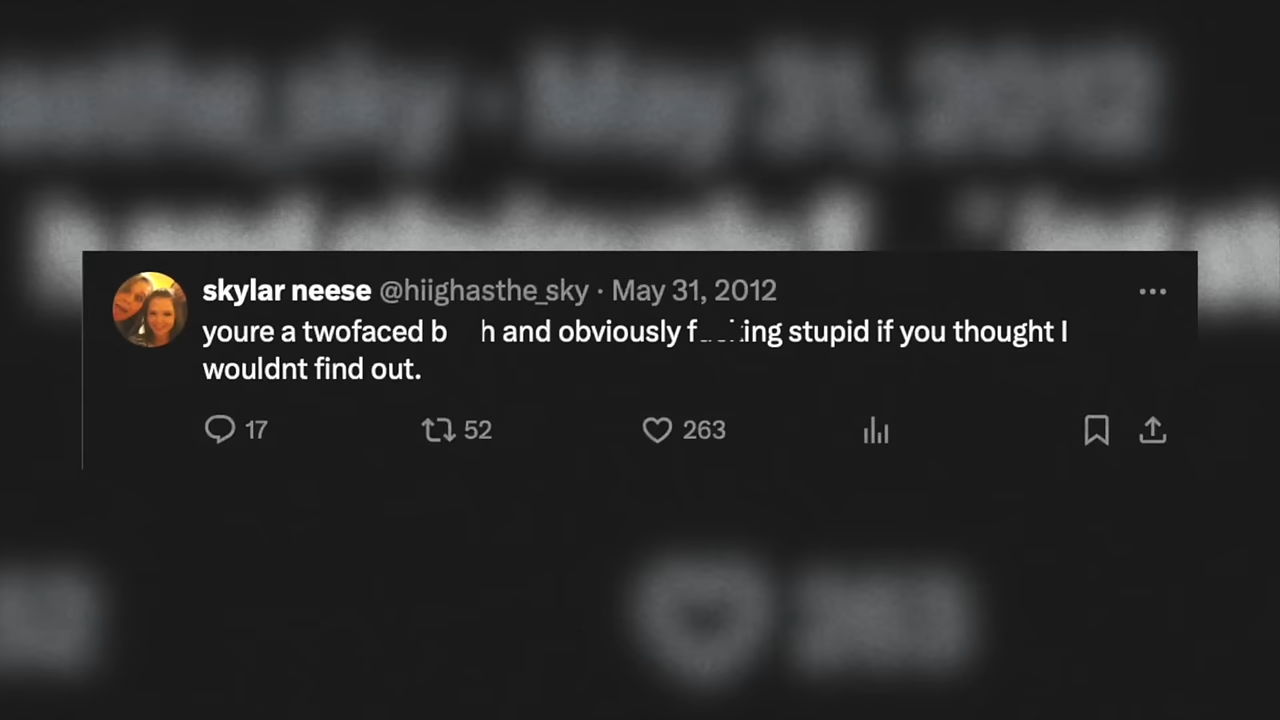 skylar neese @hiighasthe_sky · May 31, 2012
youre a twofaced b h and obviously f ing stupid if you thought I
wouldnt find out.
17 52 263